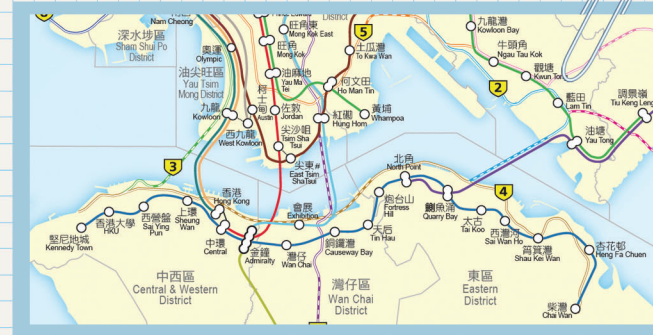 Nam Cheong
深水埗區
Sham Shui Po
District
奧運
Olympic
油尖旺區
Yau Tsim
Mong District
九龍
Kowloon
西九龍
West Kowloon
柯士甸
Austin
District
旺角東
Mong Kok East
旺角
Mong Kok
油麻地
Yau Ma
Tei
佐敦
Jordan
尖沙咀
Tsim Sha
Tsui
尖東#
East Tsim
ShaTsui
5
土瓜灣
To Kwa Wan
何文田
Ho Man Tin
紅磡
Hung Hom
黃埔
Whampoa
九龍灣
Kowloon Bay
牛頭角
Ngau Tau Kok
觀塘
Kwun Tong
2
藍田
Lam Tin
油塘
Yau Tong
調景嶺
Tiu Keng Leng
3
堅尼地城
Kennedy Town
香港大學
HKU
西營盤
Sai Ying
Pun
上環
Sheung
Wan
香港
Hong Kong
中環
Central
金鐘
Admiralty
會展
Exhibition
灣仔
Wan Chai
銅鑼灣
Causeway Bay
天后
Tin Hau
炮台山
Fortress
Hill
北角
North Point
鰂魚涌
Quarry Bay
4
太古
Tai Koo
西灣河
Sai Wan Ho
筲箕灣
Shau Kei Wan
杏花邨
Heng Fa Chuen
柴灣
Chai Wan
中西區
Central & Western
District
灣仔區
Wan Chai
District
東區
Eastern
District